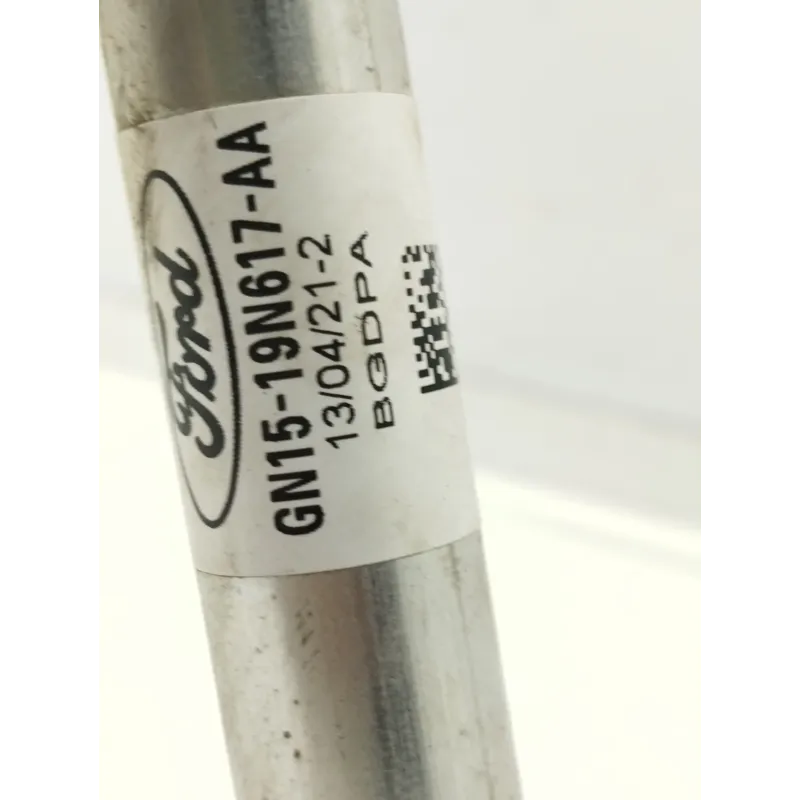 Ford
GN15-19N617-AA
13/04/21-2
BGDPA